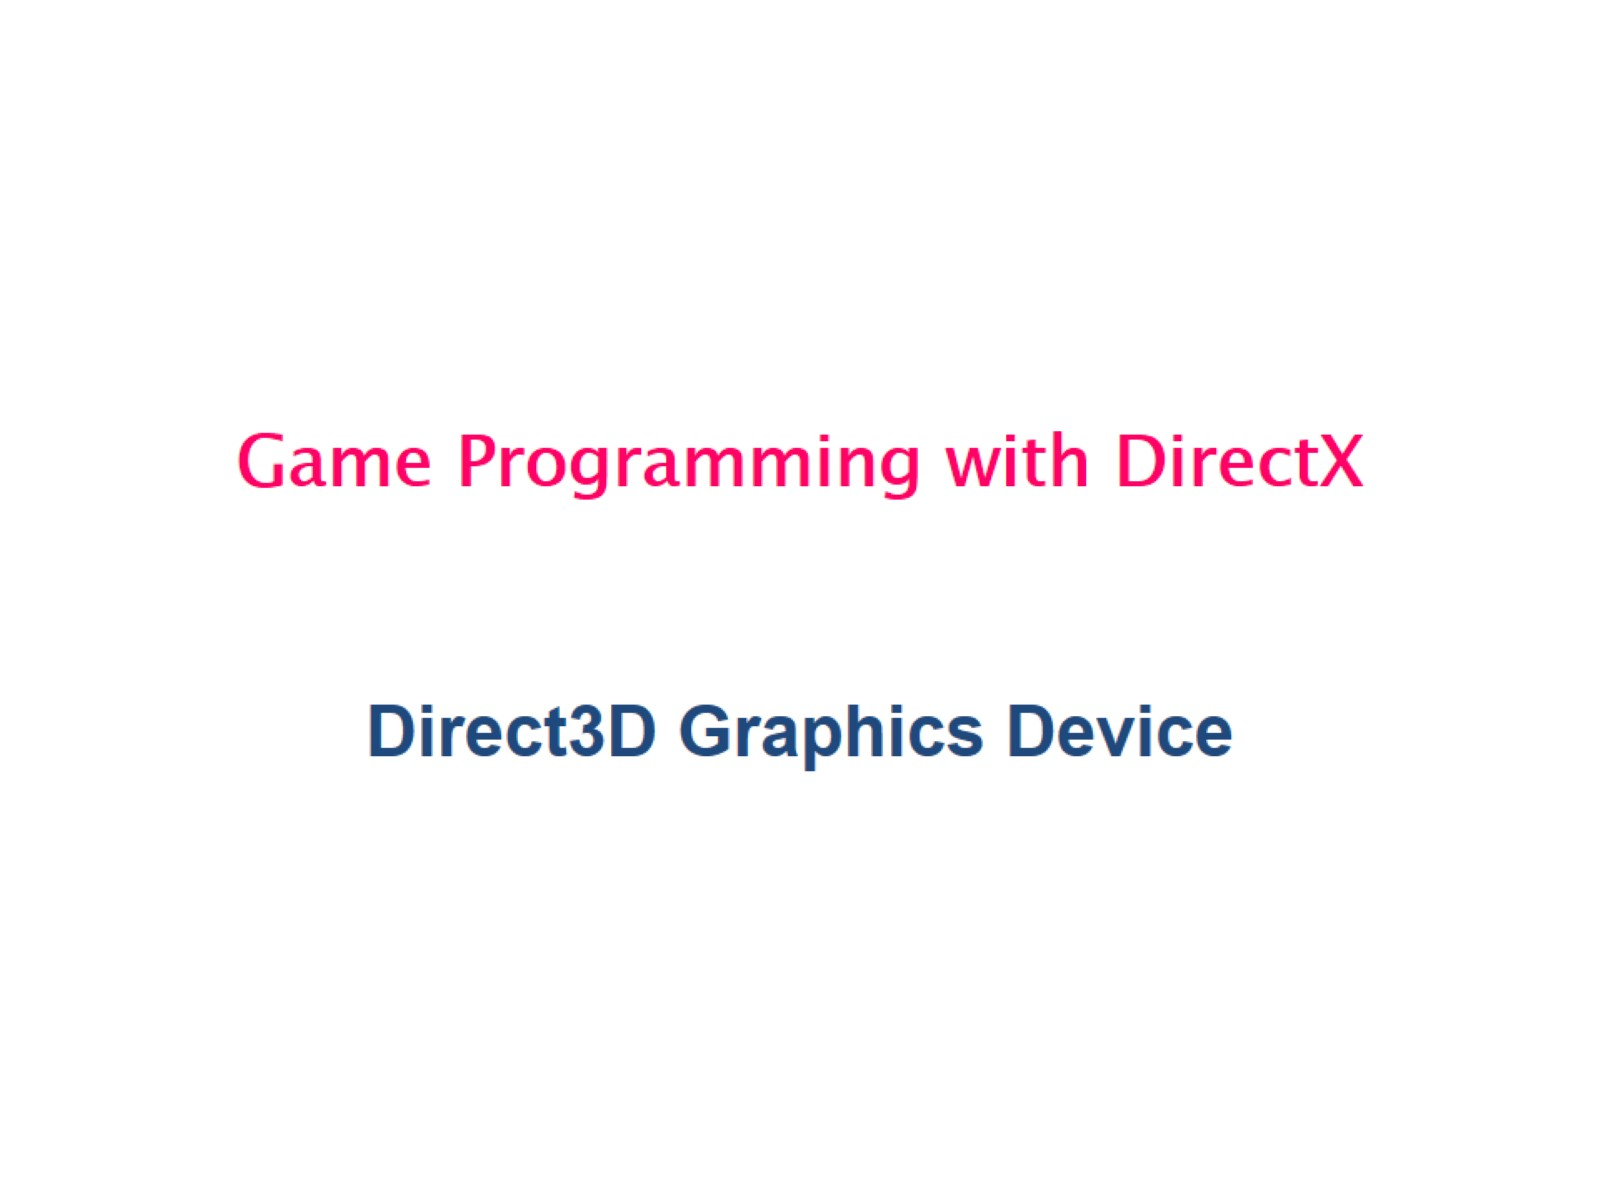 Game Programming with DirectX
Direct3D Graphics Device